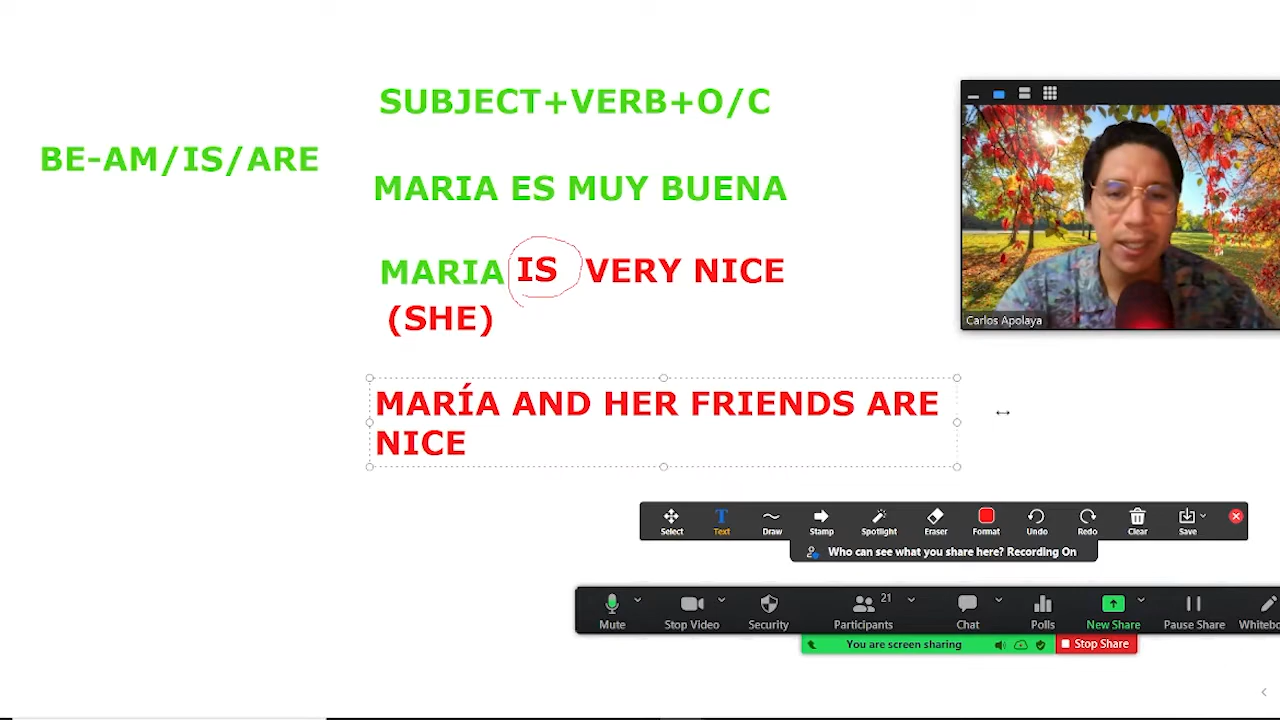 SUBJECT+VERB+O/C
BE-AM/IS/ARE
MARIA ES MUY BUENA
MARIA IS VERY NICE
(SHE)
Carlos Apolaya
MARÍA AND HER FRIENDS ARE
NICE
Select Text Draw Stamp Spotlight Eraser Format Undo Redo Clear Save
Who can see what you share here? Recording On
21
Mute Stop Video Security Participants Chat Polls New Share Pause Share Whitebo
You are screen sharing Stop Share